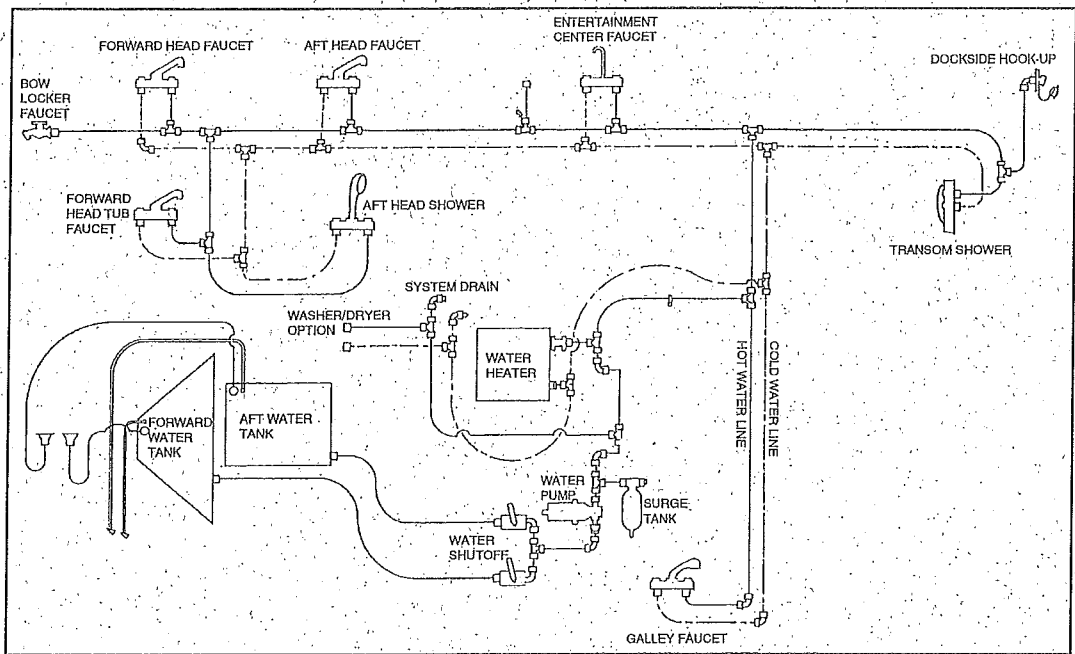 ENTERTAINMENT
CENTER FAUCET
FORWARD HEAD FAUCET
AFT HEAD FAUCET
DOCKSIDE HOOK-UP
BOW
LOCKER
FAUCET
FORWARD
HEAD TUB
FAUCET
AFT HEAD SHOWER
TRANSOM SHOWER
SYSTEM DRAIN
WASHER/DRYER
OPTION
WATER
HEATER
HOT WATER LINE
COLD WATER LINE
AFT WATER
TANK
FORWARD
WATER
TANK
WATER
PUMP
SURGE
TANK
WATER
SHUTOFF
GALLEY FAUCET